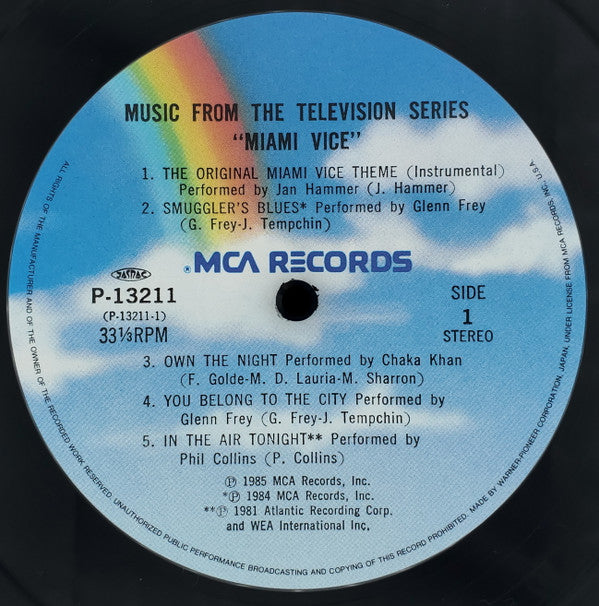 MUSIC FROM THE TELEVISION SERIES
"MIAMI VICE"
1. THE ORIGINAL MIAMI VICE THEME (Instrumental)
Performed by Jan Hammer (J. Hammer)
2. SMUGGLER'S BLUES* Performed by Glenn Frey
(G. Frey-J. Tempchin)
®MCA RECORDS
JASRAC
P-13211
(P-13211-1)
33⅓RPM
SIDE
1
STEREO
3. OWN THE NIGHT Performed by Chaka Khan
(F. Golde-M. D. Lauria-M. Sharron)
4. YOU BELONG TO THE CITY Performed by
Glenn Frey (G. Frey-J. Tempchin)
5. IN THE AIR TONIGHT** Performed by
Phil Collins (P. Collins)
℗ 1985 MCA Records, Inc.
*℗ 1984 MCA Records, Inc.
**℗ 1981 Atlantic Recording Corp.
and WEA International Inc.
ALL RIGHTS OF THE MANUFACTURER AND OF THE OWNER OF THE RECORDED WORK RESERVED. UNAUTHORIZED PUBLIC PERFORMANCE BROADCASTING AND COPYING OF THIS RECORD PROHIBITED. MADE BY WARNER-PIONEER CORPORATION, JAPAN, UNDER LICENSE FROM MCA RECORDS, INC., U.S.A.